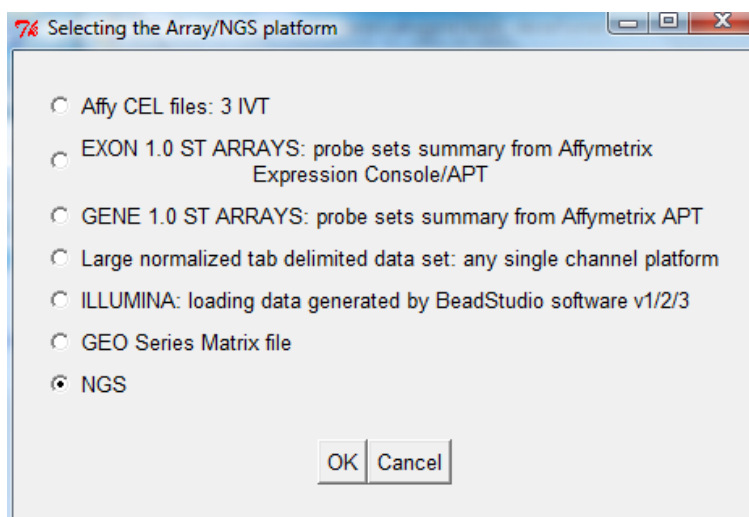 Selecting the Array/NGS platform
Affy CEL files: 3 IVT
EXON 1.0 ST ARRAYS: probe sets summary from Affymetrix
Expression Console/APT
GENE 1.0 ST ARRAYS: probe sets summary from Affymetrix APT
Large normalized tab delimited data set: any single channel platform
ILLUMINA: loading data generated by BeadStudio software v1/2/3
GEO Series Matrix file
NGS
OK Cancel